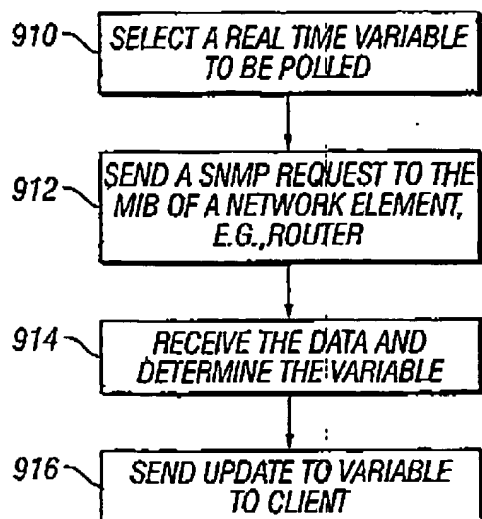 910
SELECT A REAL TIME VARIABLE
TO BE POLLED
912
SEND A SNMP REQUEST TO THE
MIB OF A NETWORK ELEMENT,
E.G.,ROUTER
914
RECEIVE THE DATA AND
DETERMINE THE VARIABLE
916
SEND UPDATE TO VARIABLE
TO CLIENT